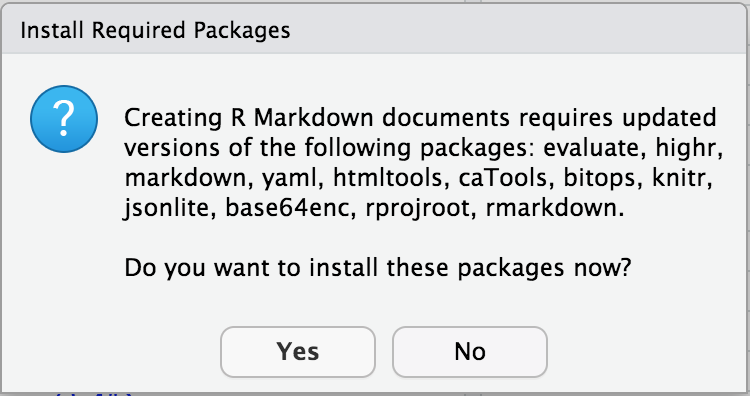 Install Required Packages
?
Creating R Markdown documents requires updated
versions of the following packages: evaluate, highr,
markdown, yaml, htmltools, caTools, bitops, knitr,
jsonlite, base64enc, rprojroot, rmarkdown.
Do you want to install these packages now?
Yes No